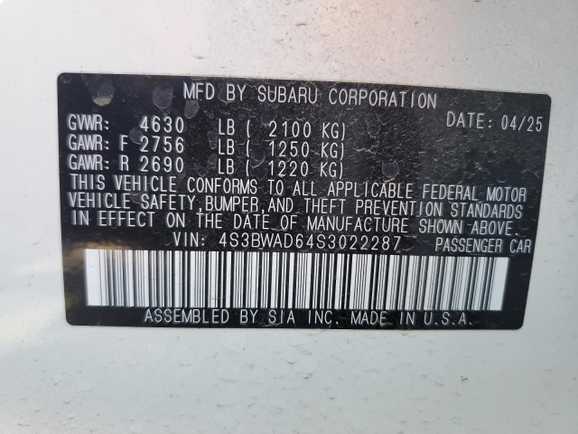 MFD BY SUBARU CORPORATION
DATE: 04/25
GVWR: 4630 LB ( 2100 KG)
GAWR: F 2756 LB ( 1250 KG)
GAWR: R 2690 LB ( 1220 KG)
THIS VEHICLE CONFORMS TO ALL APPLICABLE FEDERAL MOTOR
VEHICLE SAFETY, BUMPER, AND THEFT PREVENTION STANDARDS
IN EFFECT ON THE DATE OF MANUFACTURE SHOWN ABOVE.
VIN: 4S3BWAD64S3022287 PASSENGER CAR
ASSEMBLED BY SIA INC. MADE IN U.S.A.